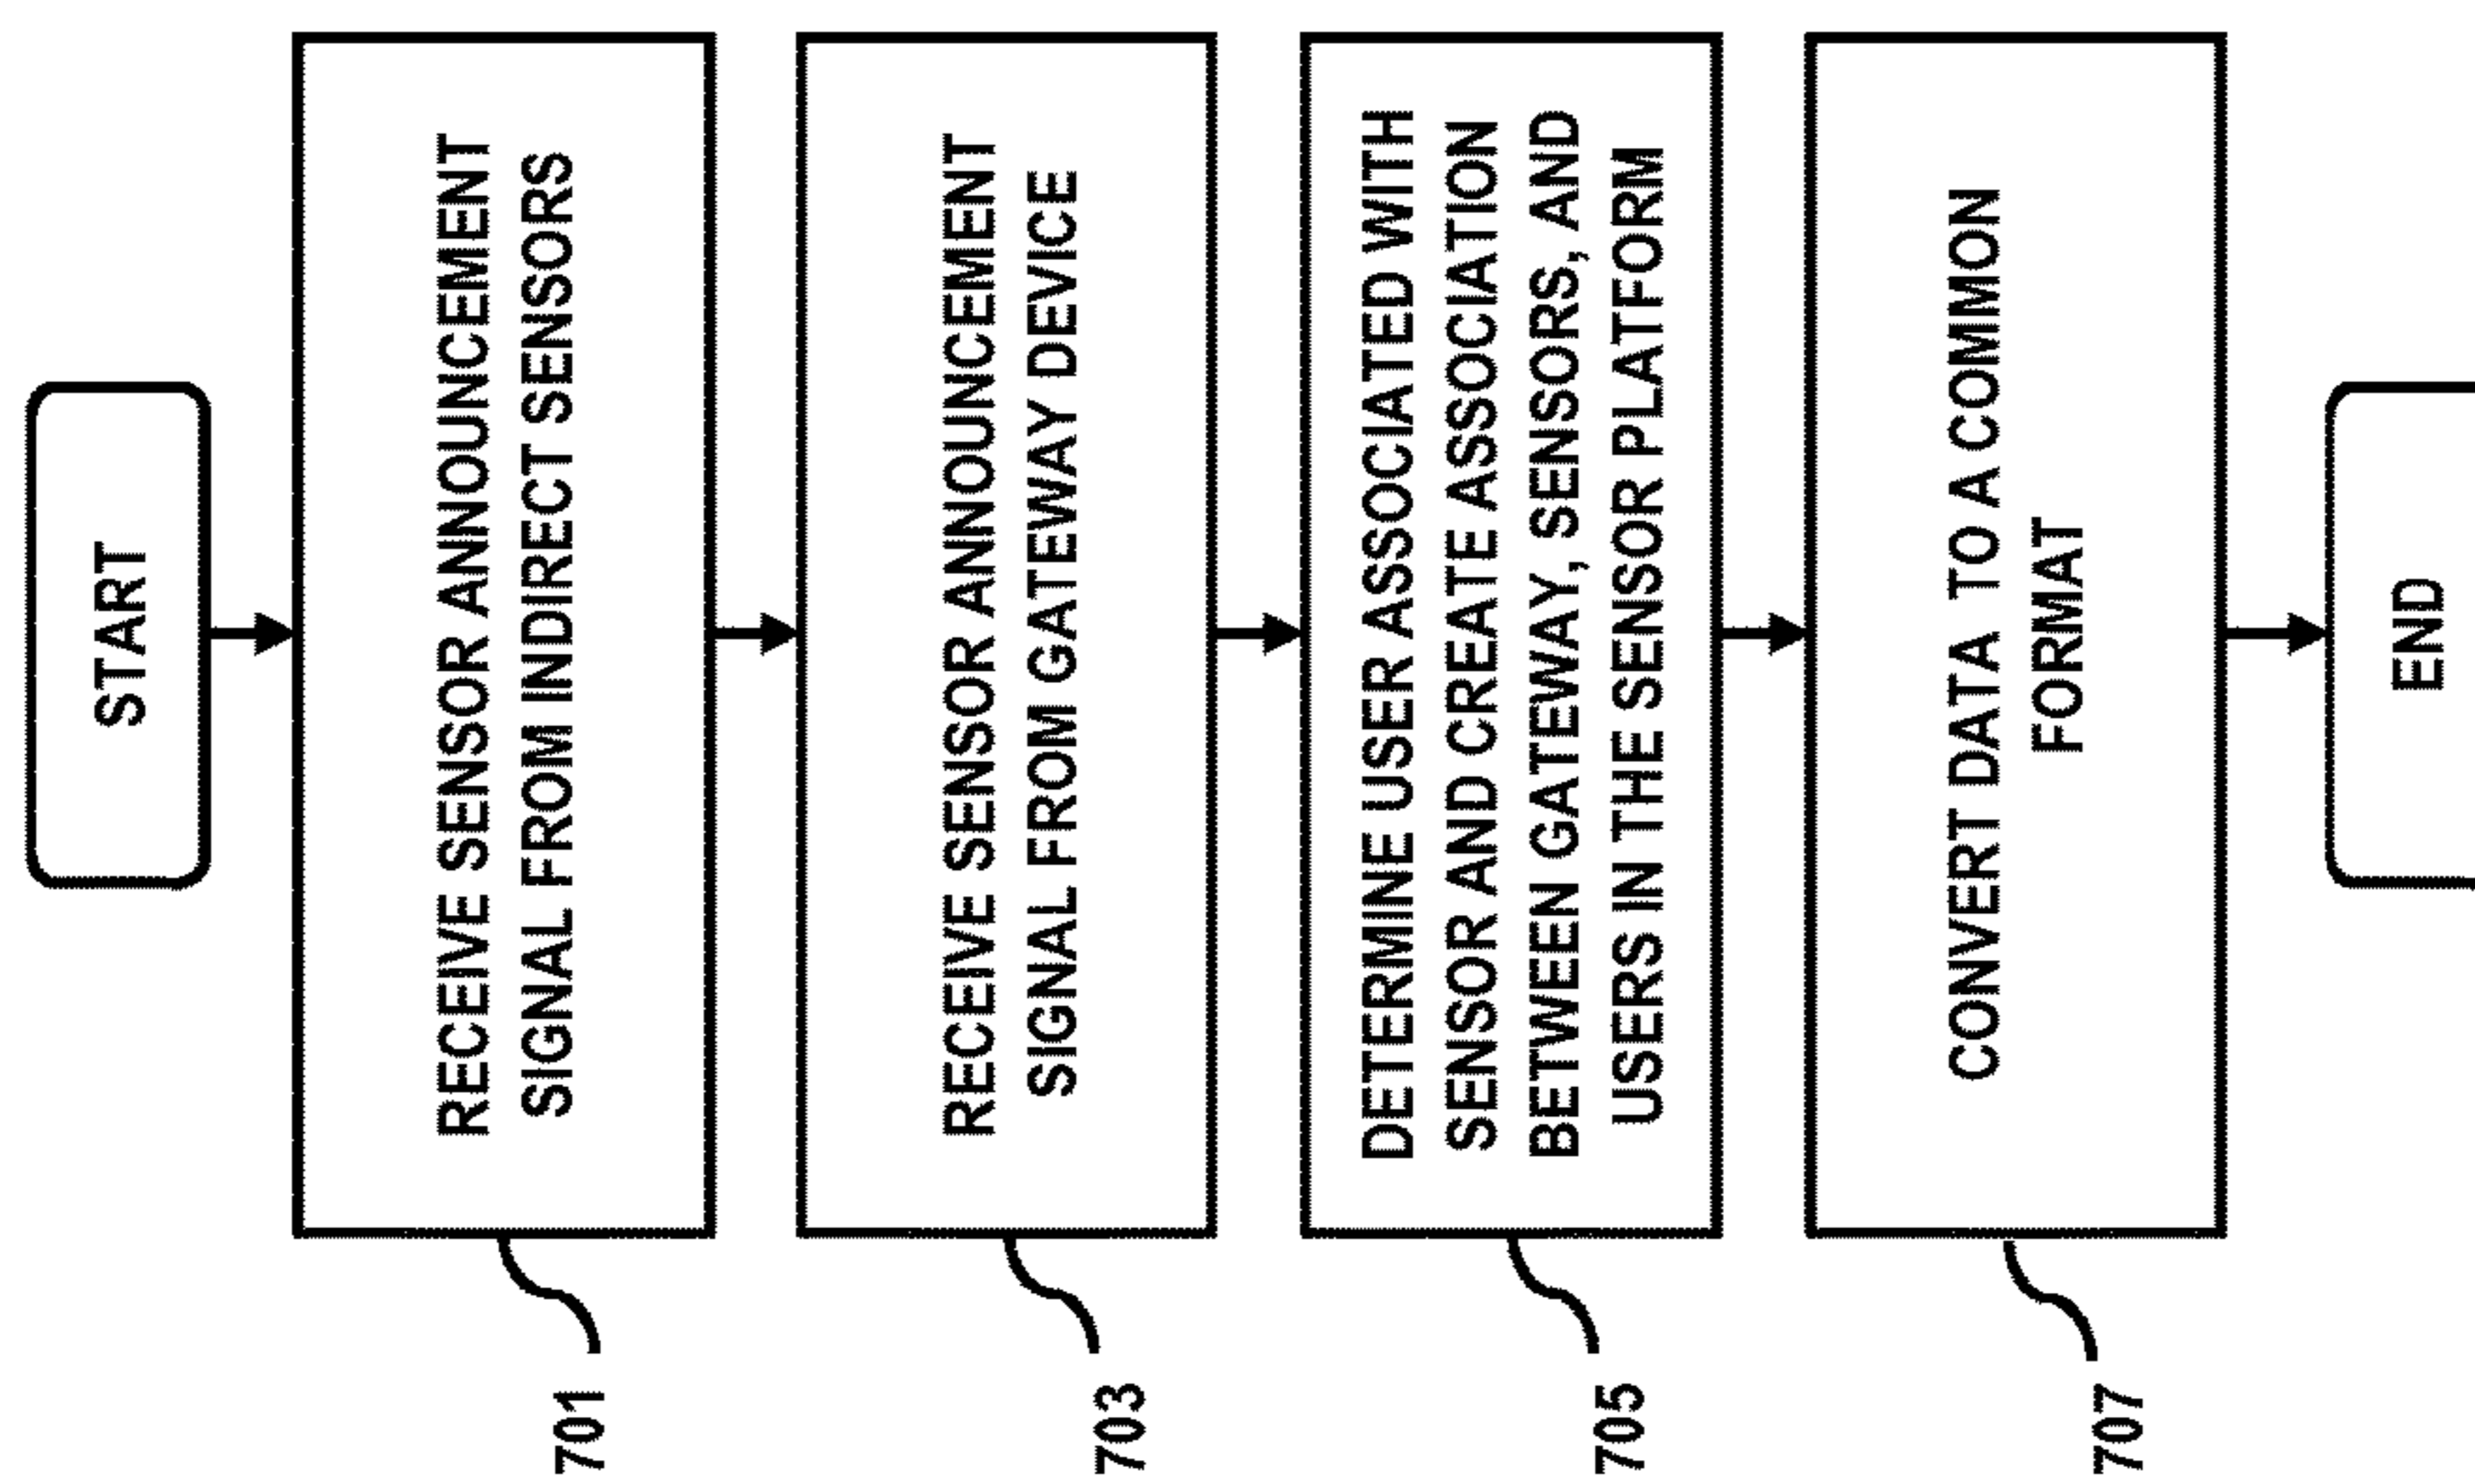 START
701
RECEIVE SENSOR ANNOUNCEMENT
SIGNAL FROM INDIRECT SENSORS
703
RECEIVE SENSOR ANNOUNCEMENT
SIGNAL FROM GATEWAY DEVICE
705
DETERMINE USER ASSOCIATED WITH
SENSOR AND CREATE ASSOCIATION
BETWEEN GATEWAY, SENSORS, AND
USERS IN THE SENSOR PLATFORM
707
CONVERT DATA TO A COMMON
FORMAT
END